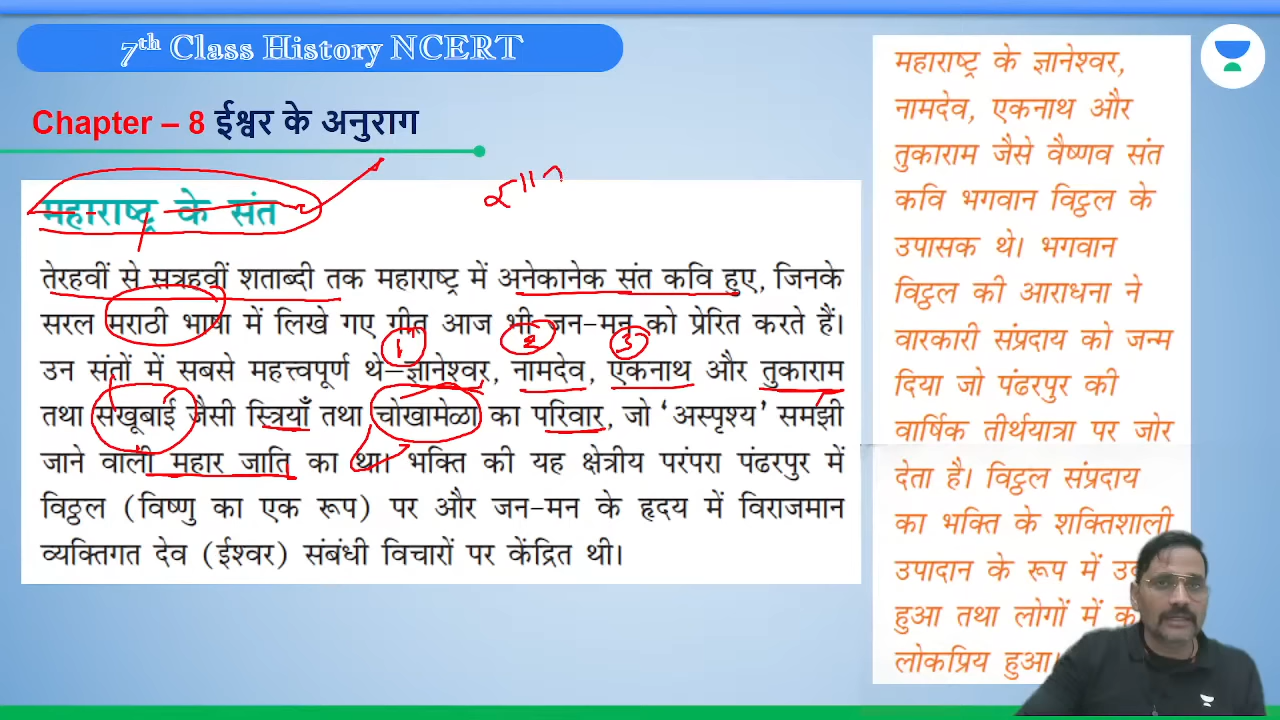 7th Class History NCERT
Chapter – 8 ईश्वर के अनुराग
महाराष्ट्र के संत
तेरहवीं से सत्रहवीं शताब्दी तक महाराष्ट्र में अनेकानेक संत कवि हुए, जिनके
सरल मराठी भाषा में लिखे गए गीत आज भी जन-मन को प्रेरित करते हैं।
1 2 3
उन संतों में सबसे महत्त्वपूर्ण थे—ज्ञानेश्वर, नामदेव, एकनाथ और तुकाराम
तथा सखूबाई जैसी स्त्रियाँ तथा चोखामेळा का परिवार, जो ‘अस्पृश्य’ समझी
जाने वाली महार जाति का था। भक्ति की यह क्षेत्रीय परंपरा पंढरपुर में
विठ्ठल (विष्णु का एक रूप) पर और जन-मन के हृदय में विराजमान
व्यक्तिगत देव (ईश्वर) संबंधी विचारों पर केंद्रित थी।
महाराष्ट्र के ज्ञानेश्वर,
नामदेव, एकनाथ और
तुकाराम जैसे वैष्णव संत
कवि भगवान विट्ठल के
उपासक थे। भगवान
विट्ठल की आराधना ने
वारकारी संप्रदाय को जन्म
दिया जो पंढरपुर की
वार्षिक तीर्थयात्रा पर जोर
देता है। विट्ठल संप्रदाय
का भक्ति के शक्तिशाली
उपादान के रूप में
हुआ तथा लोगों में
लोकप्रिय हुआ।